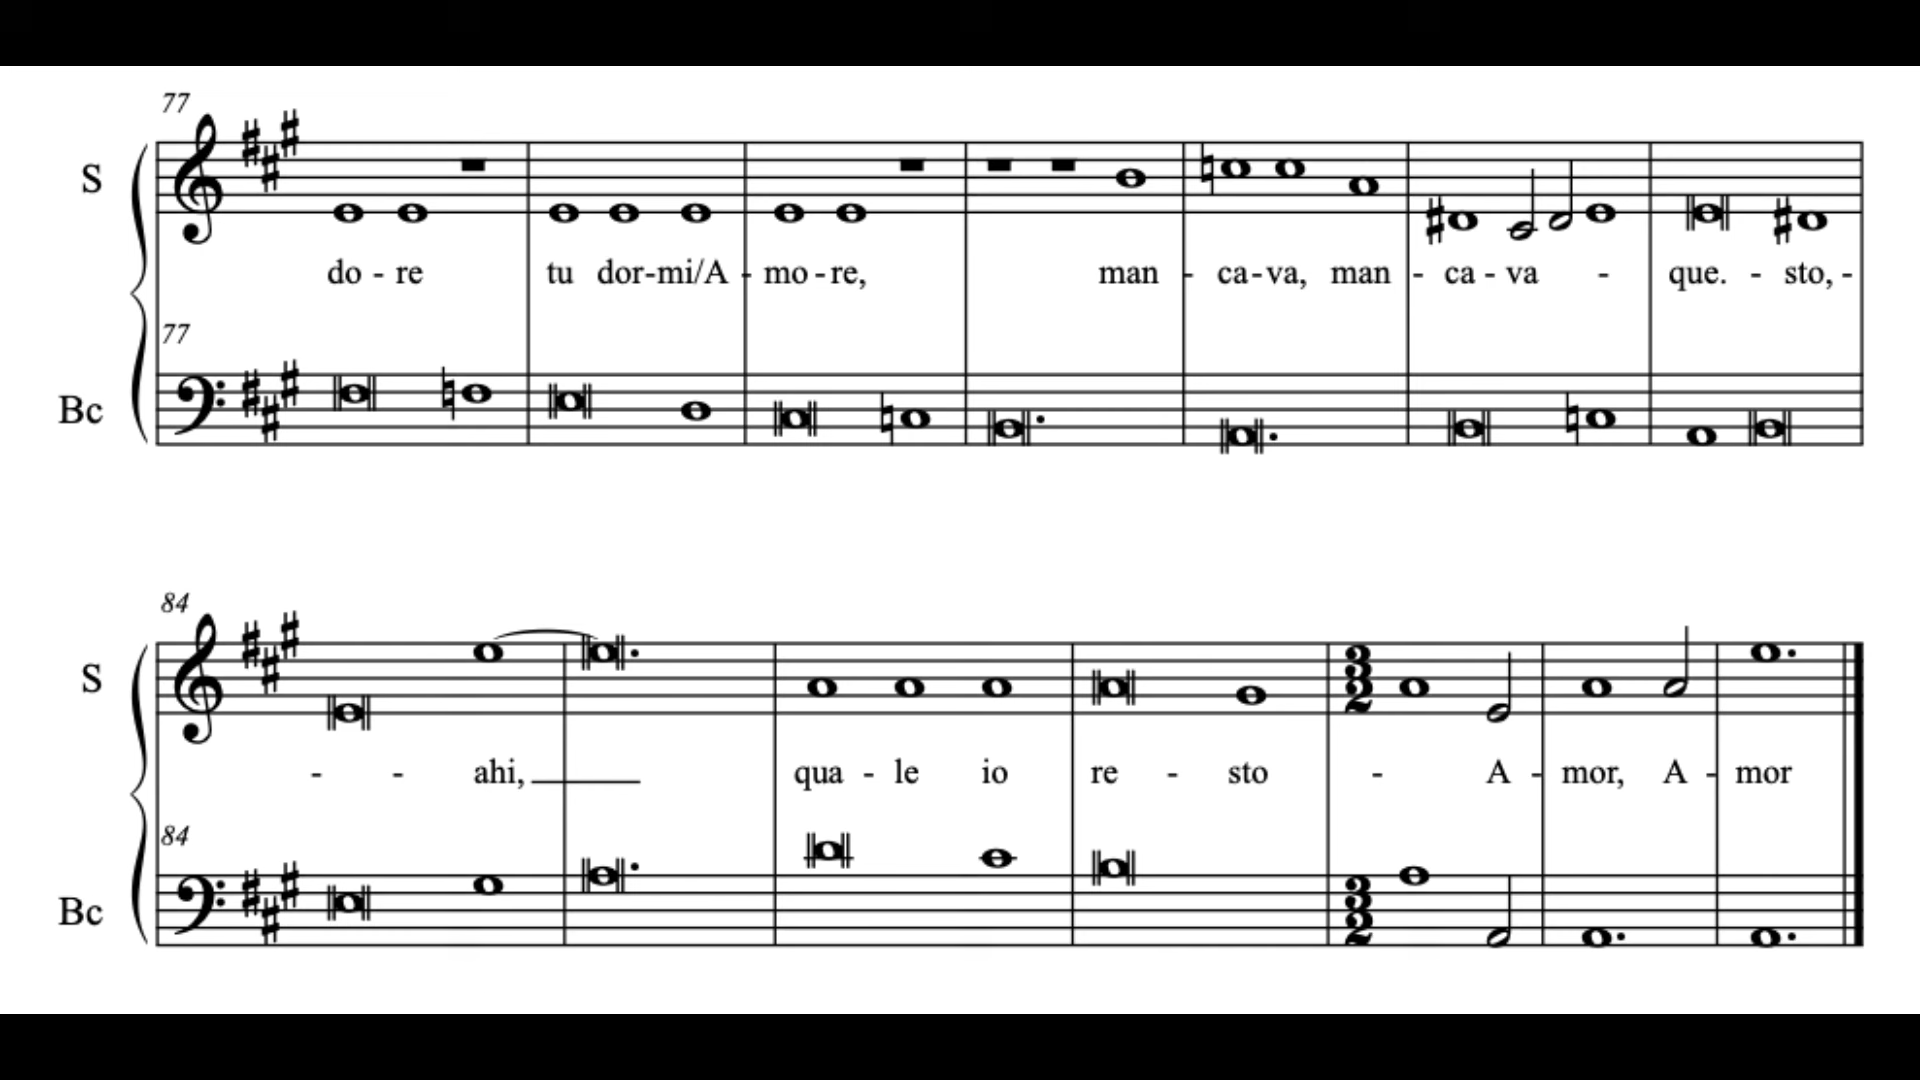 77
S
do - re tu dor-mi/A - mo - re, man - ca-va, man - ca - va - que. - sto, -
77
Bc
84
S
- - ahi, qua - le io re - sto - A - mor, A - mor
84
Bc